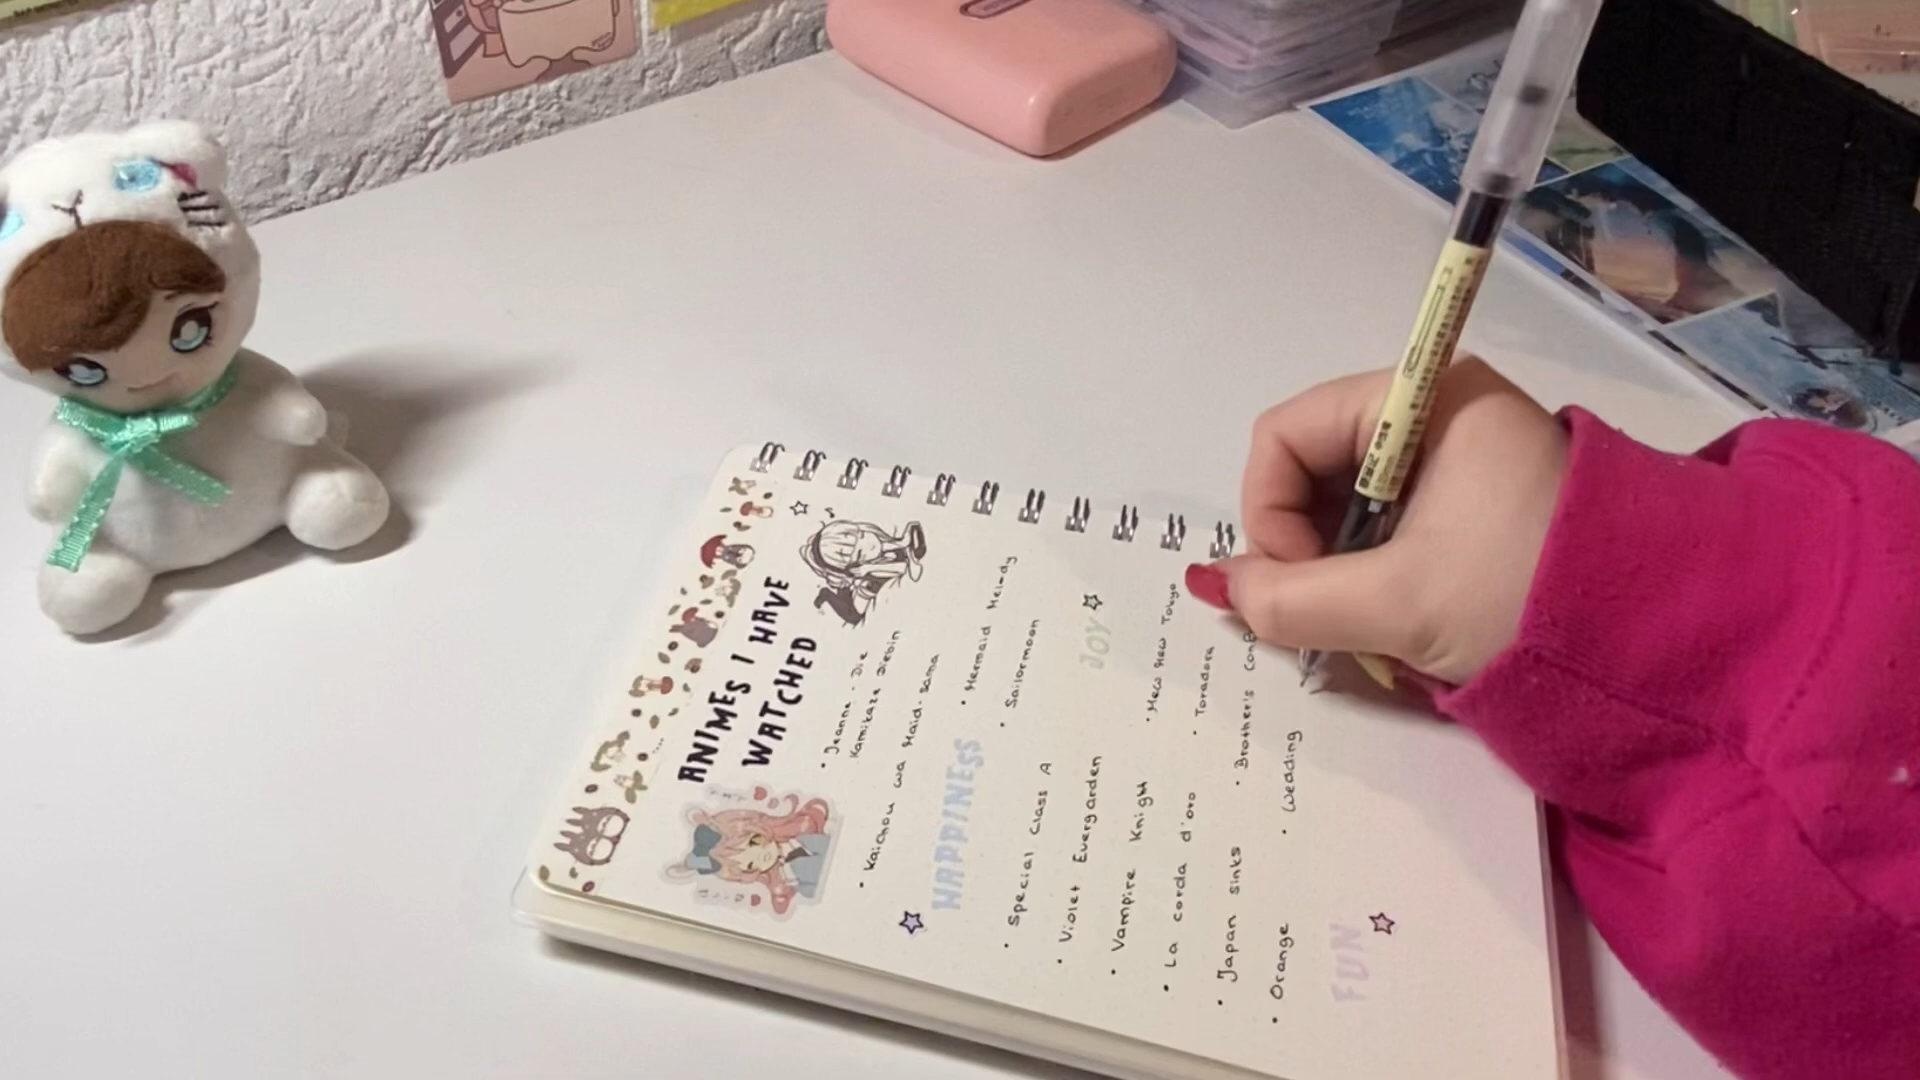 ANIMES I HAVE
WATCHED
• Jeanne - Die
Kamikaze Diebin
• Kaichou wa Maid-sama
HAPPINESS
• Mermaid Melody
• Sailormoon
• Special Class A
• Violet Evergarden
JOY
• Vampire Knight
• Mew Mew Tokyo
• La corda d'oro
• Toradora
• Japan sinks
• Brothers Conf
• Orange
• Wedding
FUN